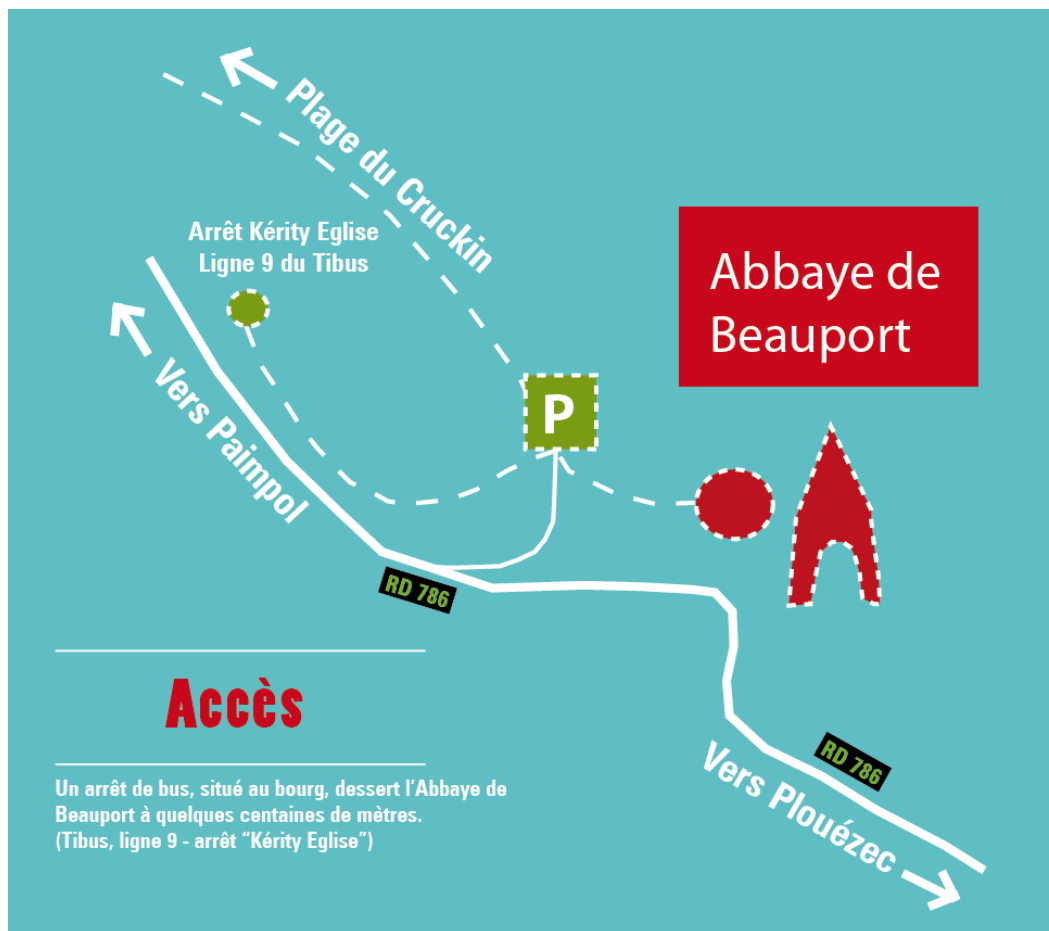 Plage du Cruckin
Arrêt Kérity Eglise
Ligne 9 du Tibus
Abbaye de
Beauport
Vers Paimpol
P
RD 786
Accès
RD 786
Vers Plouézec
Un arrêt de bus, situé au bourg, dessert l’Abbaye de
Beauport à quelques centaines de mètres.
(Tibus, ligne 9 - arrêt “Kérity Eglise”)